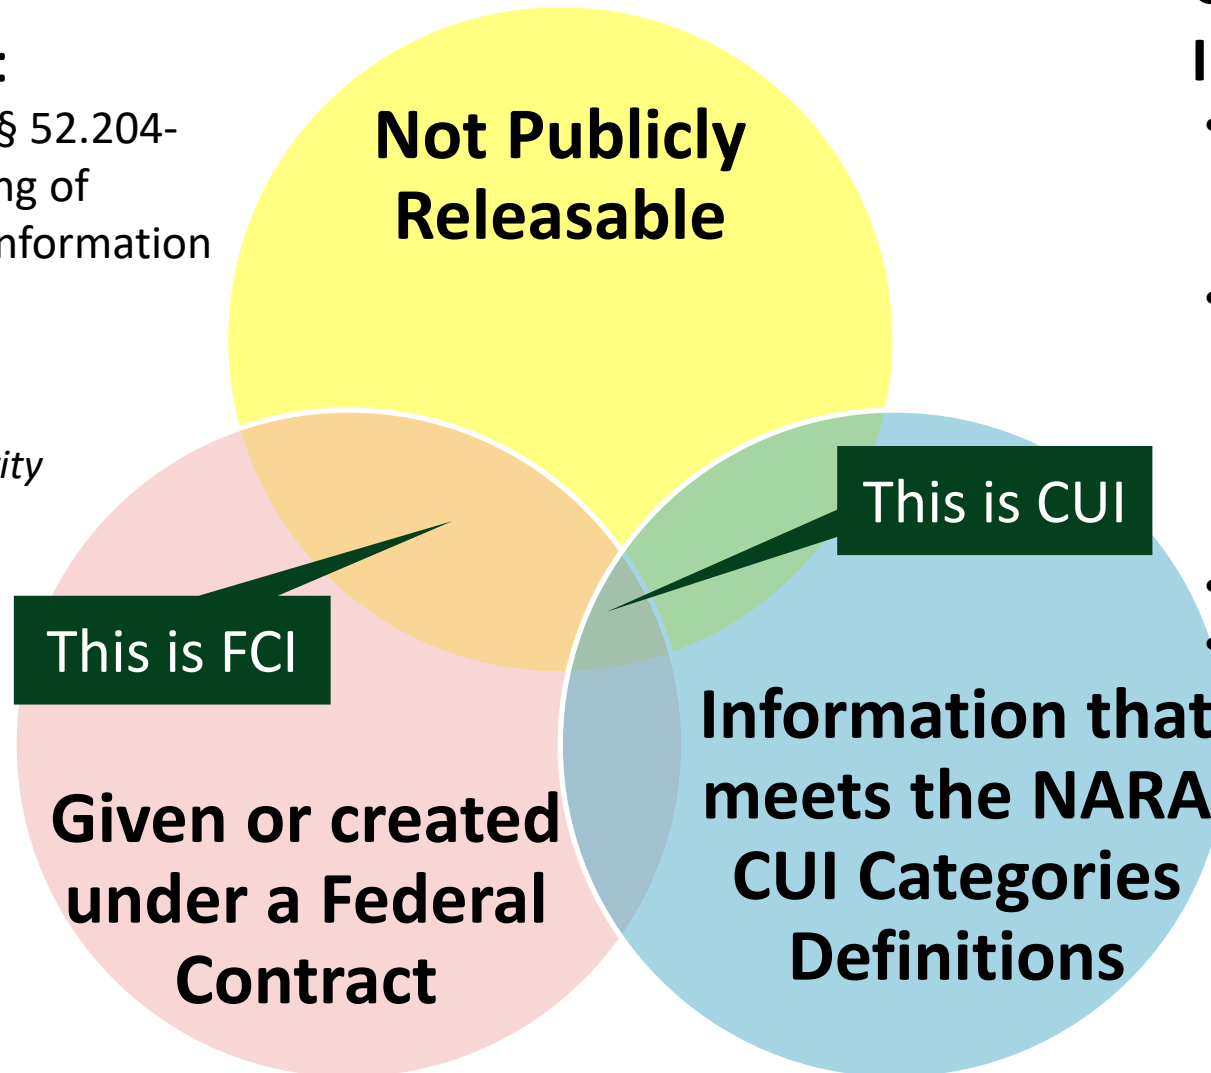 :
§ 52.204-
ng of
nformation
ity
Not Publicly
Releasable
This is CUI
This is FCI
Given or created
under a Federal
Contract
Information that
meets the NARA
CUI Categories
Definitions
I
•
•
•
•